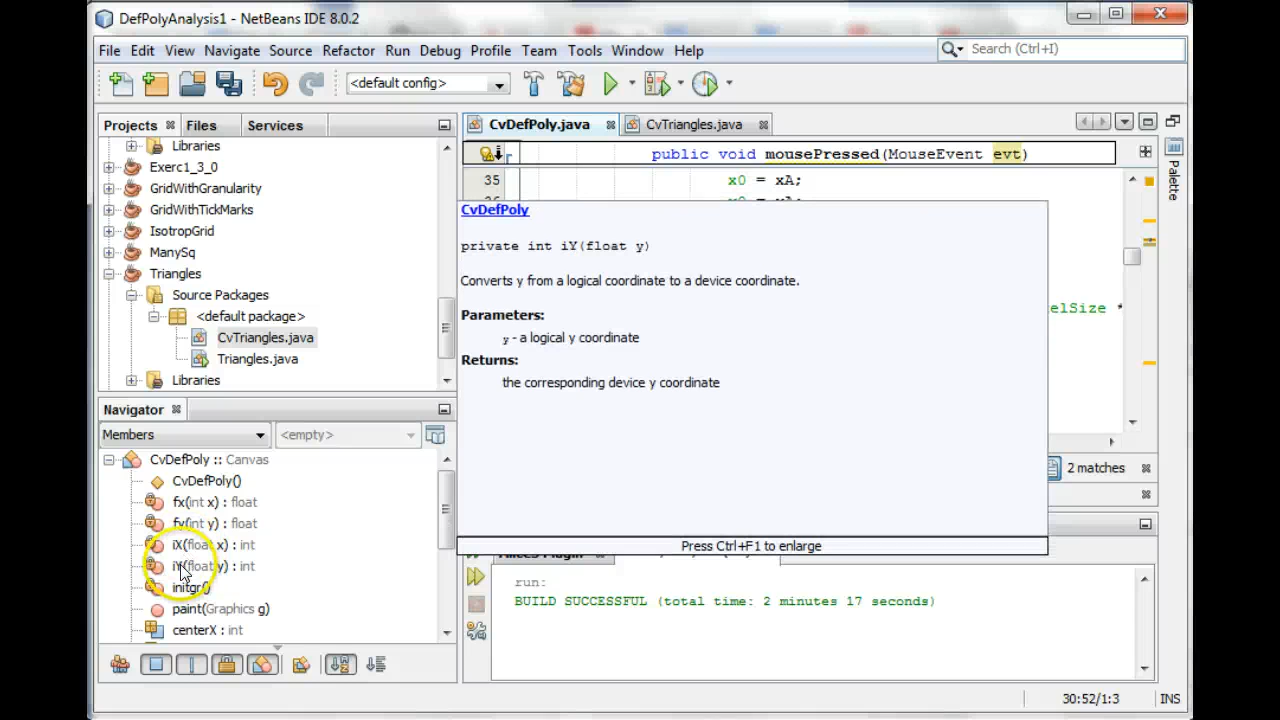 DefPolyAnalysis1 - NetBeans IDE 8.0.2
File Edit View Navigate Source Refactor Run Debug Profile Team Tools Window Help
Search (Ctrl+I)
<default config>
Projects Files Services
CvDefPoly.java CvTriangles.java
Palette
Libraries
Exerc1_3_0
GridWithGranularity
GridWithTickMarks
IsotropGrid
ManySq
Triangles
Source Packages
<default package>
CvTriangles.java
Triangles.java
Libraries
public void mousePressed(MouseEvent evt)
35 x0 = xA;
elSize *
CvDefPoly
private int iY(float y)
Converts y from a logical coordinate to a device coordinate.
Parameters:
y - a logical y coordinate
Returns:
the corresponding device y coordinate
Press Ctrl+F1 to enlarge
2 matches
Navigator
Members <empty>
CvDefPoly :: Canvas
CvDefPoly()
fx(int x) : float
fy(int y) : float
iX(float x) : int
iY(float y) : int
initgr()
paint(Graphics g)
centerX : int
run:
BUILD SUCCESSFUL (total time: 2 minutes 17 seconds)
30:52/1:3 INS